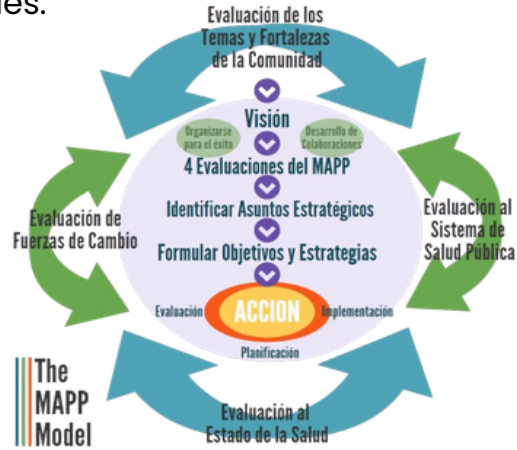 es.
Evaluación de los
Temas y Fortalezas
de la Comunidad
Visión
Organizarse
para el éxito
Desarrollo de
Colaboraciones
4 Evaluaciones del MAPP
Identificar Asuntos Estratégicos
Formular Objetivos y Estrategias
Evaluación de
Fuerzas de Cambio
Evaluación al
Sistema de
Salud Pública
Evaluación
ACCION
Implementación
Planificación
Evaluación al
Estado de la Salud
The
MAPP
Model